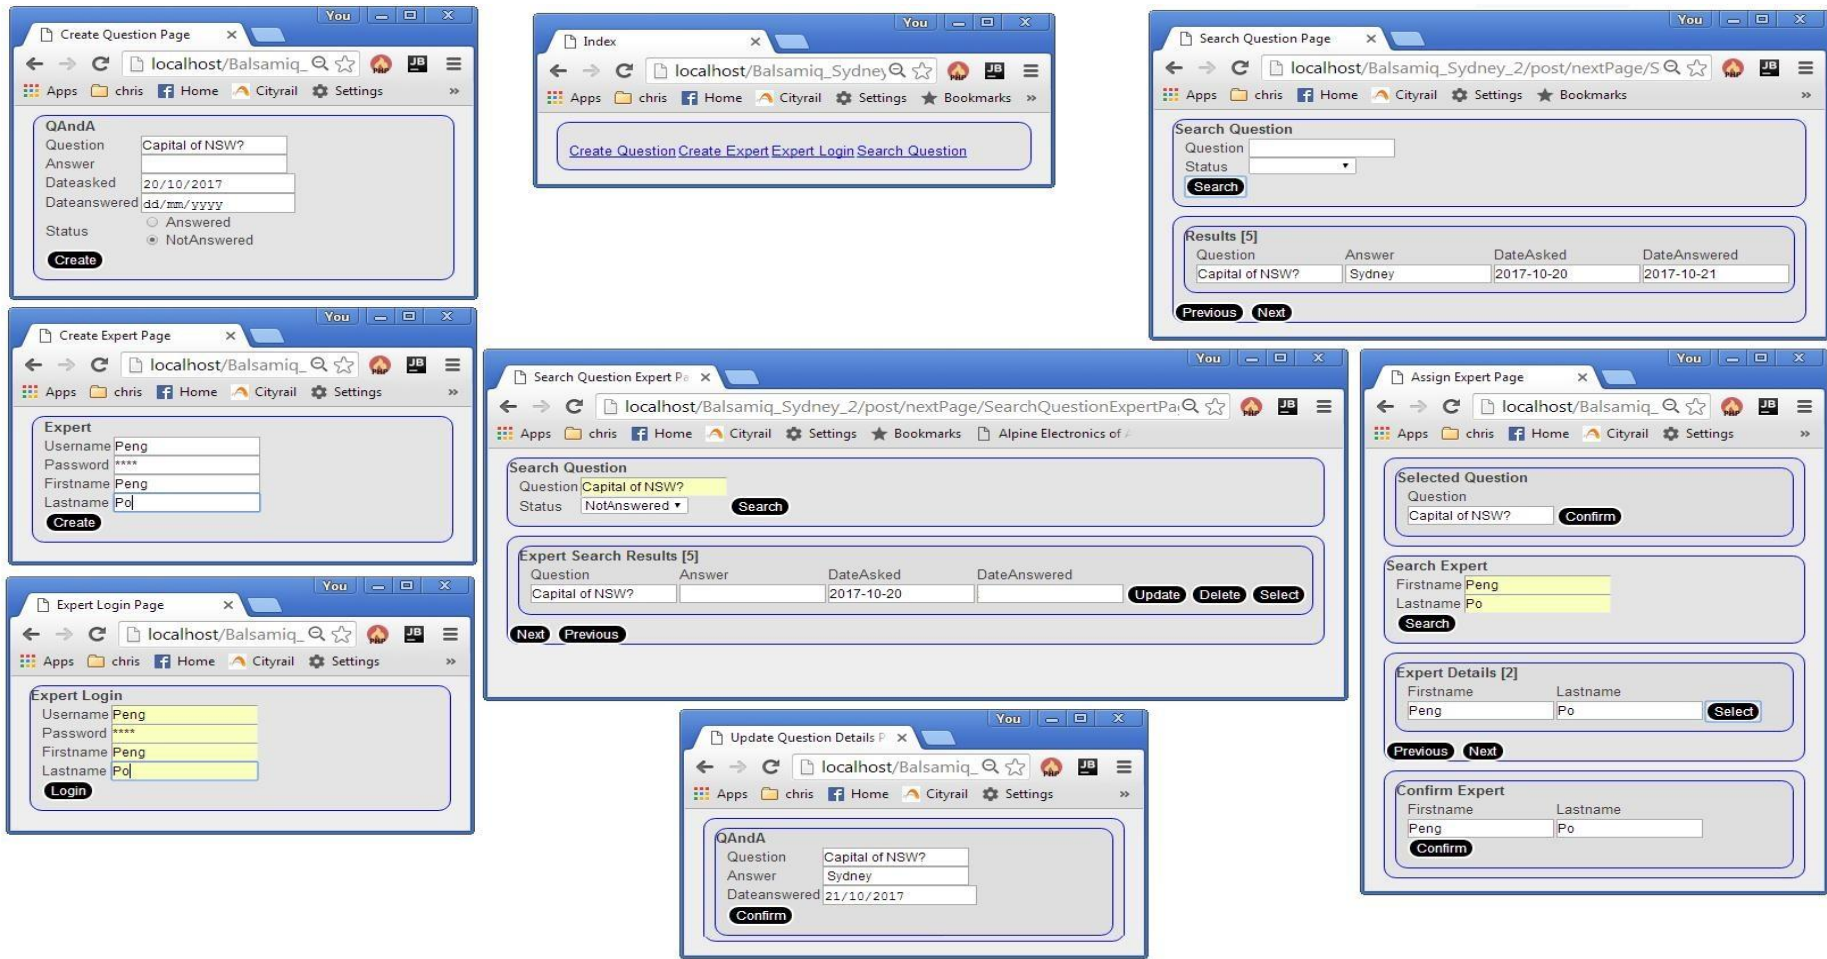 You
Create Question Page
localhost/Balsamiq_
Apps chris Home Cityrail Settings »
QAndA
Question Capital of NSW?
Answer
Dateasked 20/10/2017
Dateanswered dd/mm/yyyy
Status
Answered
NotAnswered
Create
You
Index
localhost/Balsamiq_Sydney
Apps chris Home Cityrail Settings Bookmarks »
Create Question Create Expert Expert Login Search Question
You
Search Question Page
localhost/Balsamiq_Sydney_2/post/nextPage/S
Apps chris Home Cityrail Settings Bookmarks »
Search Question
Question
Status
Search
Results [5]
Question Answer DateAsked DateAnswered
Capital of NSW? Sydney 2017-10-20 2017-10-21
Previous Next
You
Create Expert Page
localhost/Balsamiq_
Apps chris Home Cityrail Settings »
Expert
Username Peng
Password ****
Firstname Peng
Lastname Po
Create
You
Search Question Expert Pa
localhost/Balsamiq_Sydney_2/post/nextPage/SearchQuestionExpertPa
Apps chris Home Cityrail Settings Bookmarks Alpine Electronics of
Search Question
Question Capital of NSW?
Status NotAnswered Search
Expert Search Results [5]
Question Answer DateAsked DateAnswered
Capital of NSW? 2017-10-20 Update Delete Select
Next Previous
You
Assign Expert Page
localhost/Balsamiq_
Apps chris Home Cityrail Settings »
Selected Question
Question
Capital of NSW? Confirm
Search Expert
Firstname Peng
Lastname Po
Search
Expert Details [2]
Firstname Lastname
Peng Po Select
Previous Next
Confirm Expert
Firstname Lastname
Peng Po
Confirm
You
Expert Login Page
localhost/Balsamiq_
Apps chris Home Cityrail Settings »
Expert Login
Username Peng
Password ****
Firstname Peng
Lastname Po
Login
You
Update Question Details P
localhost/Balsamiq_
Apps chris Home Cityrail Settings »
QAndA
Question Capital of NSW?
Answer Sydney
Dateanswered 21/10/2017
Confirm